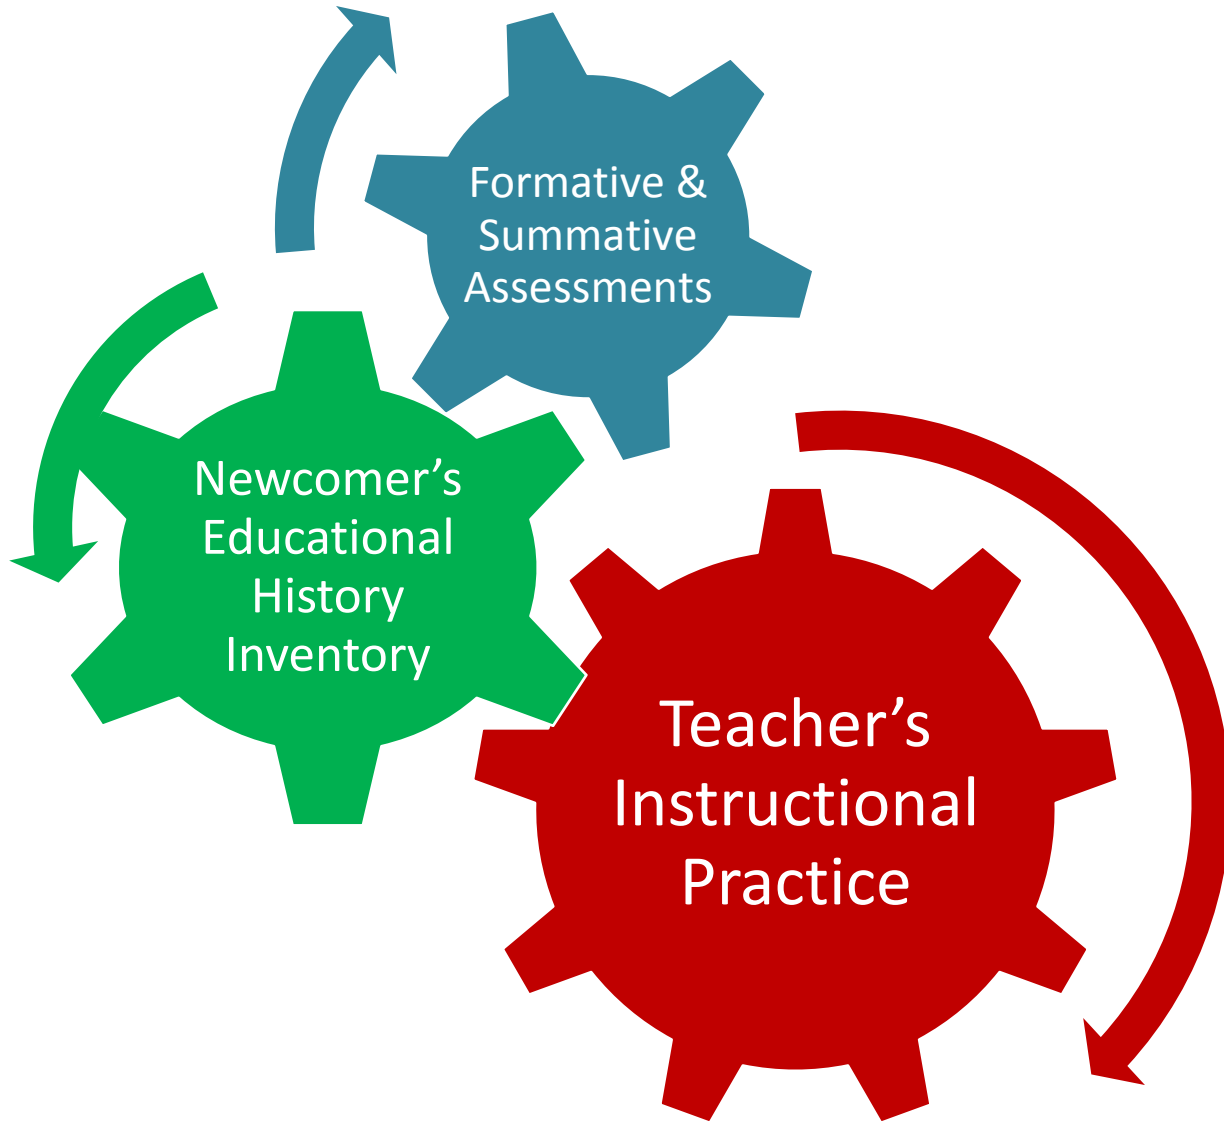 Formative &
Summative
Assessments
Newcomer’s
Educational
History
Inventory
Teacher’s
Instructional
Practice